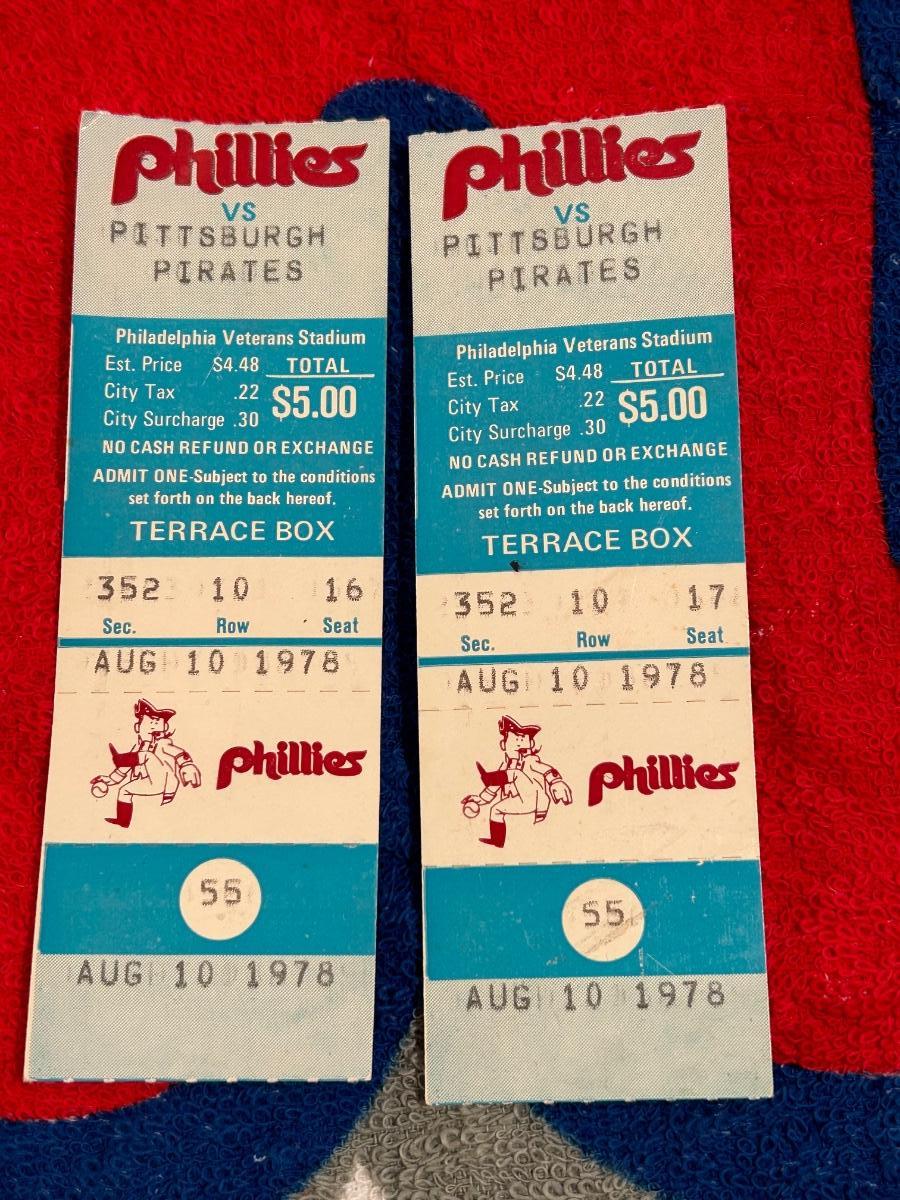 Phillies
VS
PITTSBURGH
PIRATES
Philadelphia Veterans Stadium
Est. Price $4.48 TOTAL
City Tax .22 $5.00
City Surcharge .30
NO CASH REFUND OR EXCHANGE
ADMIT ONE-Subject to the conditions
set forth on the back hereof.
TERRACE BOX
352 10 16
Sec. Row Seat
AUG 10 1978
Phillies
55
AUG 10 1978
Phillies
VS
PITTSBURGH
PIRATES
Philadelphia Veterans Stadium
Est. Price $4.48 TOTAL
City Tax .22 $5.00
City Surcharge .30
NO CASH REFUND OR EXCHANGE
ADMIT ONE-Subject to the conditions
set forth on the back hereof.
TERRACE BOX
352 10 17
Sec. Row Seat
AUG 10 1978
Phillies
55
AUG 10 1978